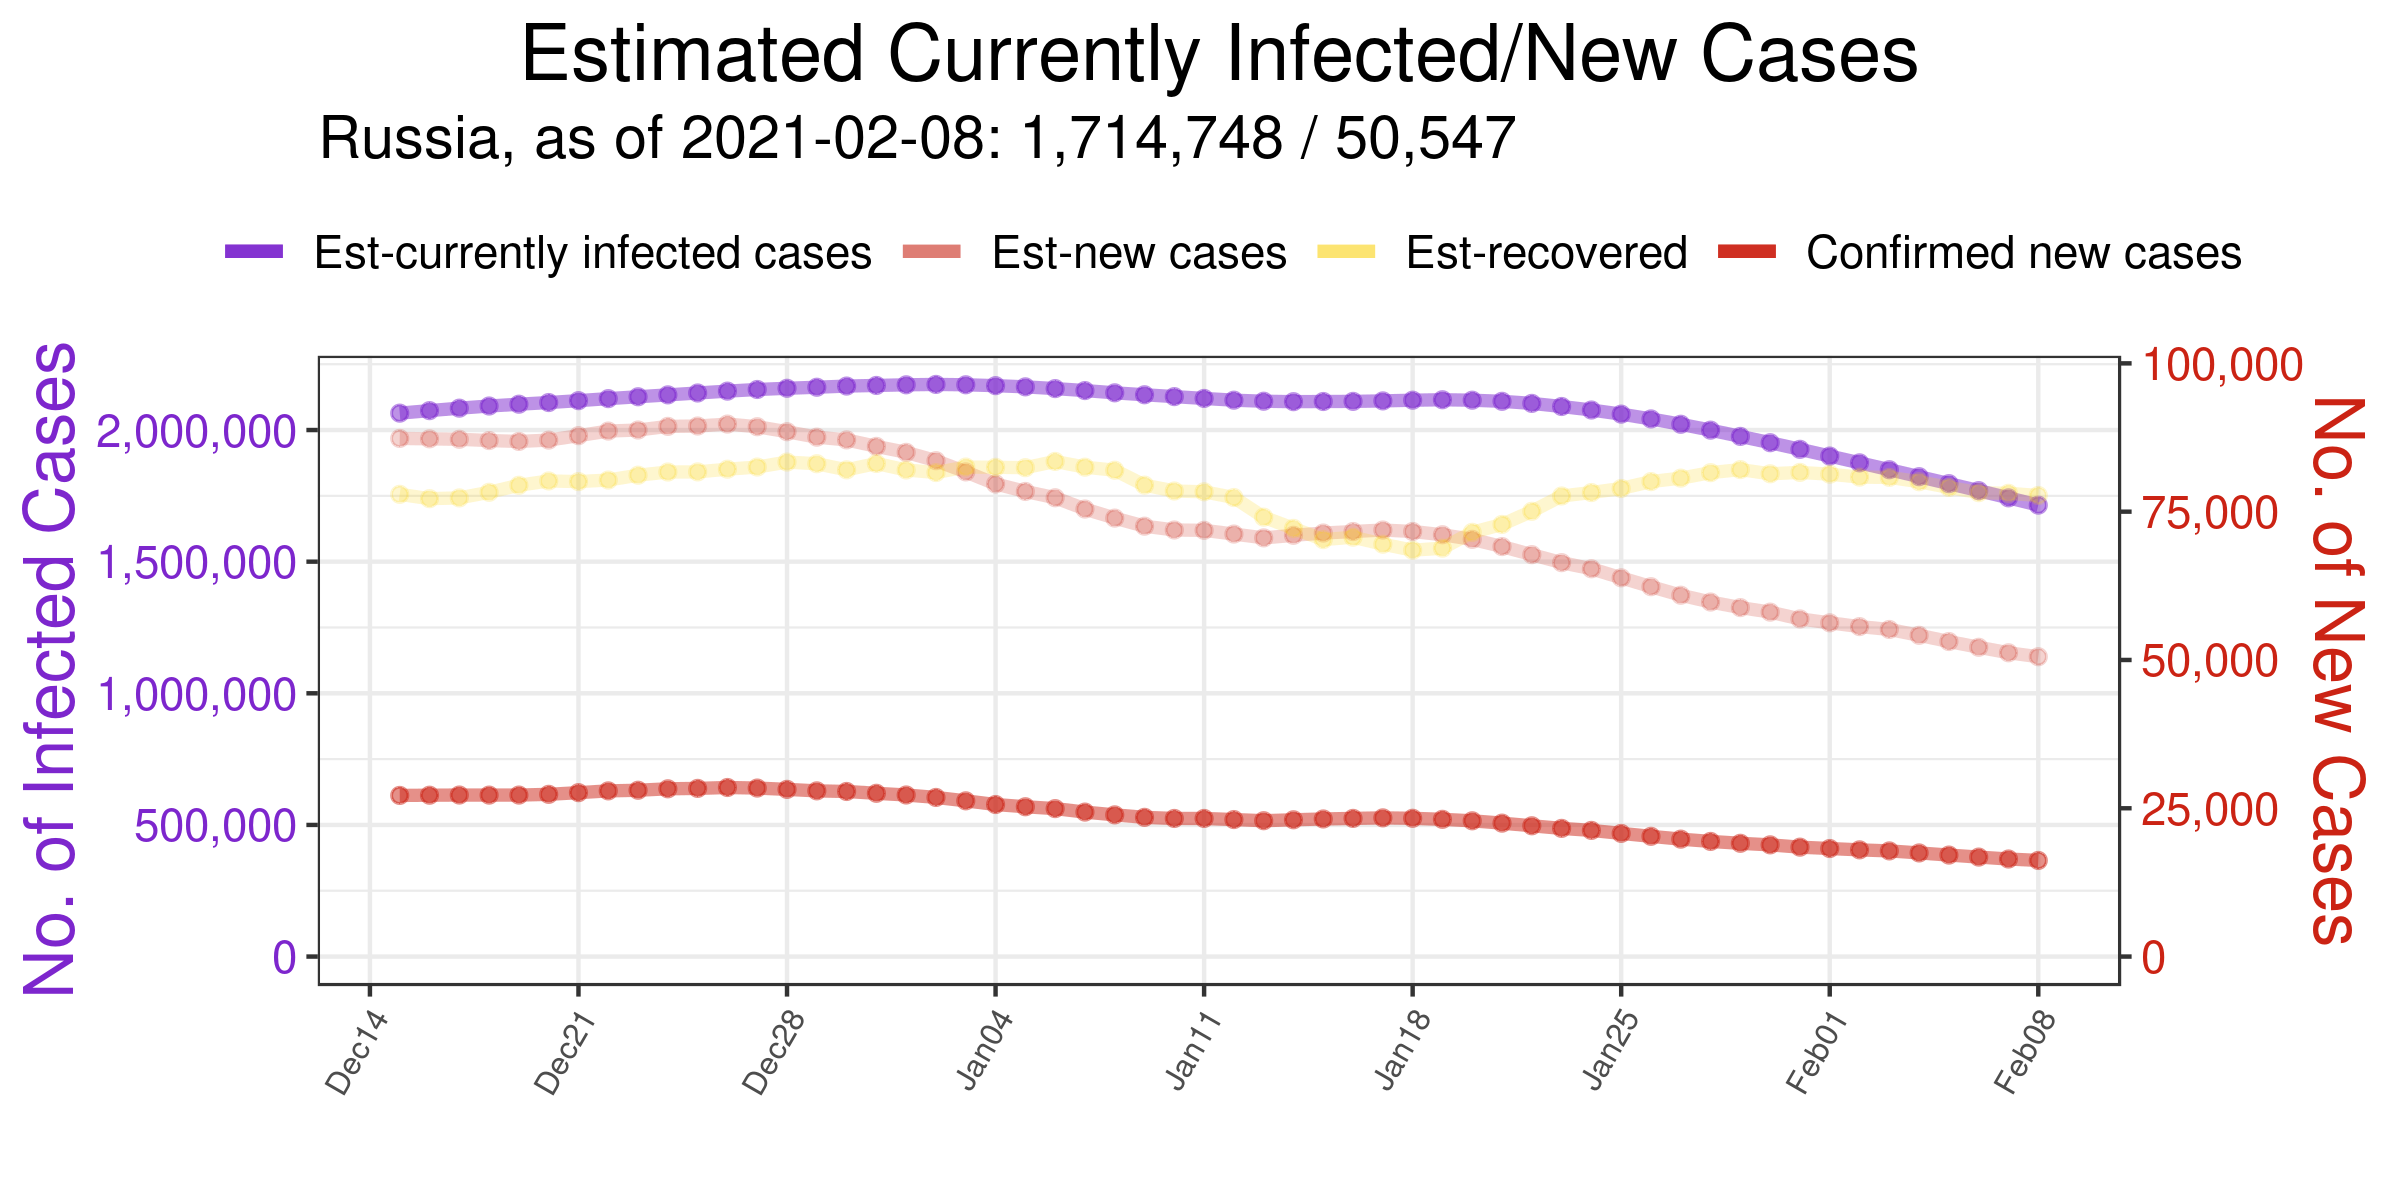 Estimated Currently Infected/New Cases
Russia, as of 2021-02-08: 1,714,748 / 50,547
Est-currently infected cases Est-new cases Est-recovered Confirmed new cases
No. of Infected Cases
2,000,000
1,500,000
1,000,000
500,000
0
100,000
75,000
50,000
25,000
0
No. of New Cases
Dec14 Dec21 Dec28 Jan04 Jan11 Jan18 Jan25 Feb01 Feb08